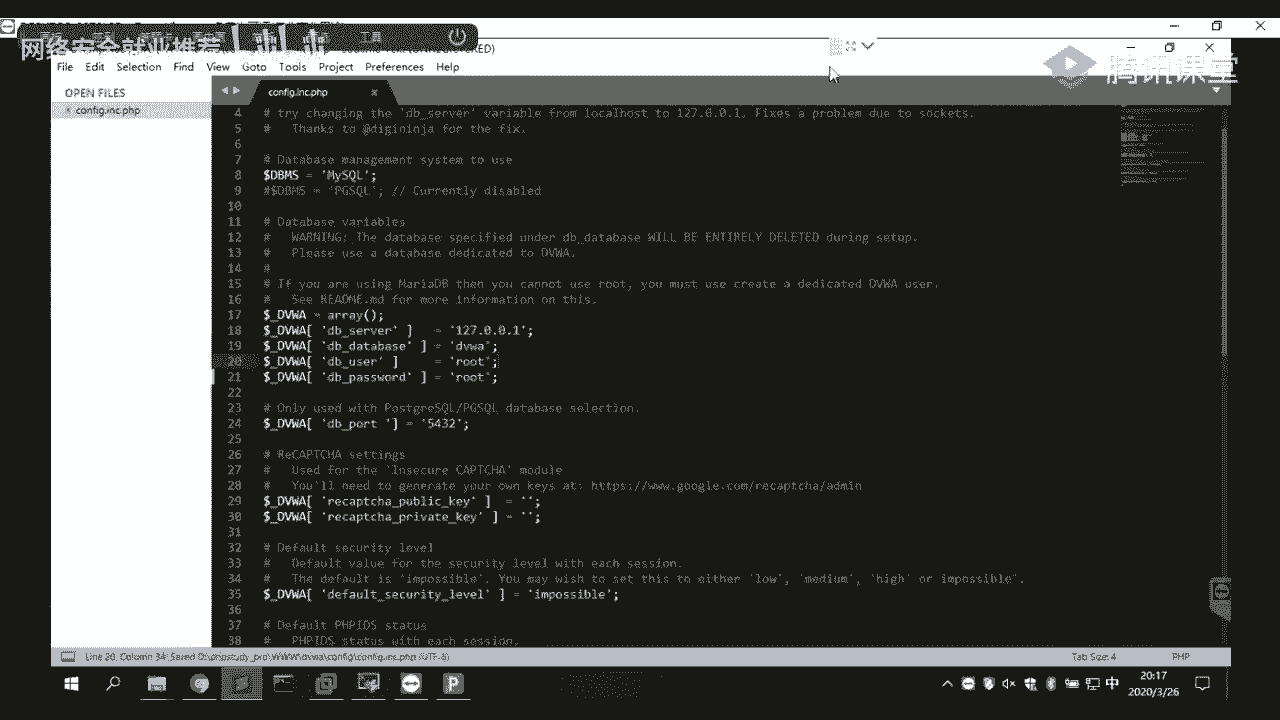 网络安全就业推荐
工具
腾讯课堂
File Edit Selection Find View Goto Tools Project Preferences Help
OPEN FILES
× config.inc.php
config.inc.php ×
4 # try changing the 'db_server' variable from localhost to 127.0.0.1. Fixes a problem due to sockets.
5 #   Thanks to @digininja for the fix.
6
7 # Database management system to use
8 $DBMS = 'MySQL';
9 #$DBMS = 'PGSQL'; // Currently disabled
10
11 # Database variables
12 #   WARNING: The database specified under db_database WILL BE ENTIRELY DELETED during setup.
13 #   Please use a database dedicated to DVWA.
14 #
15 # If you are using MariaDB then you cannot use root, you must use create a dedicated DVWA user.
16 #   See README.md for more information on this.
17 $_DVWA = array();
18 $_DVWA[ 'db_server' ]   = '127.0.0.1';
19 $_DVWA[ 'db_database' ] = 'dvwa';
20 $_DVWA[ 'db_user' ]     = 'root';
21 $_DVWA[ 'db_password' ] = 'root';
22
23 # Only used with PostgreSQL/PGSQL database selection.
24 $_DVWA[ 'db_port '] = '5432';
25
26 # ReCAPTCHA settings
27 #   Used for the 'Insecure CAPTCHA' module
28 #   You'll need to generate your own keys at: https://www.google.com/recaptcha/admin
29 $_DVWA[ 'recaptcha_public_key' ]  = '';
30 $_DVWA[ 'recaptcha_private_key' ] = '';
31
32 # Default security level
33 #   Default value for the security level with each session.
34 #   The default is 'impossible'. You may wish to set this to either 'low', 'medium', 'high' or impossible'.
35 $_DVWA[ 'default_security_level' ] = 'impossible';
36
37 # Default PHPIDS status
38 #   PHPIDS status with each session.
Line 20, Column 34; Saved D:\phpstudy_pro\WWW\dvwa\config\config.inc.php (UTF-8)
Tab Size: 4
PHP
中
20:17
2020/3/26